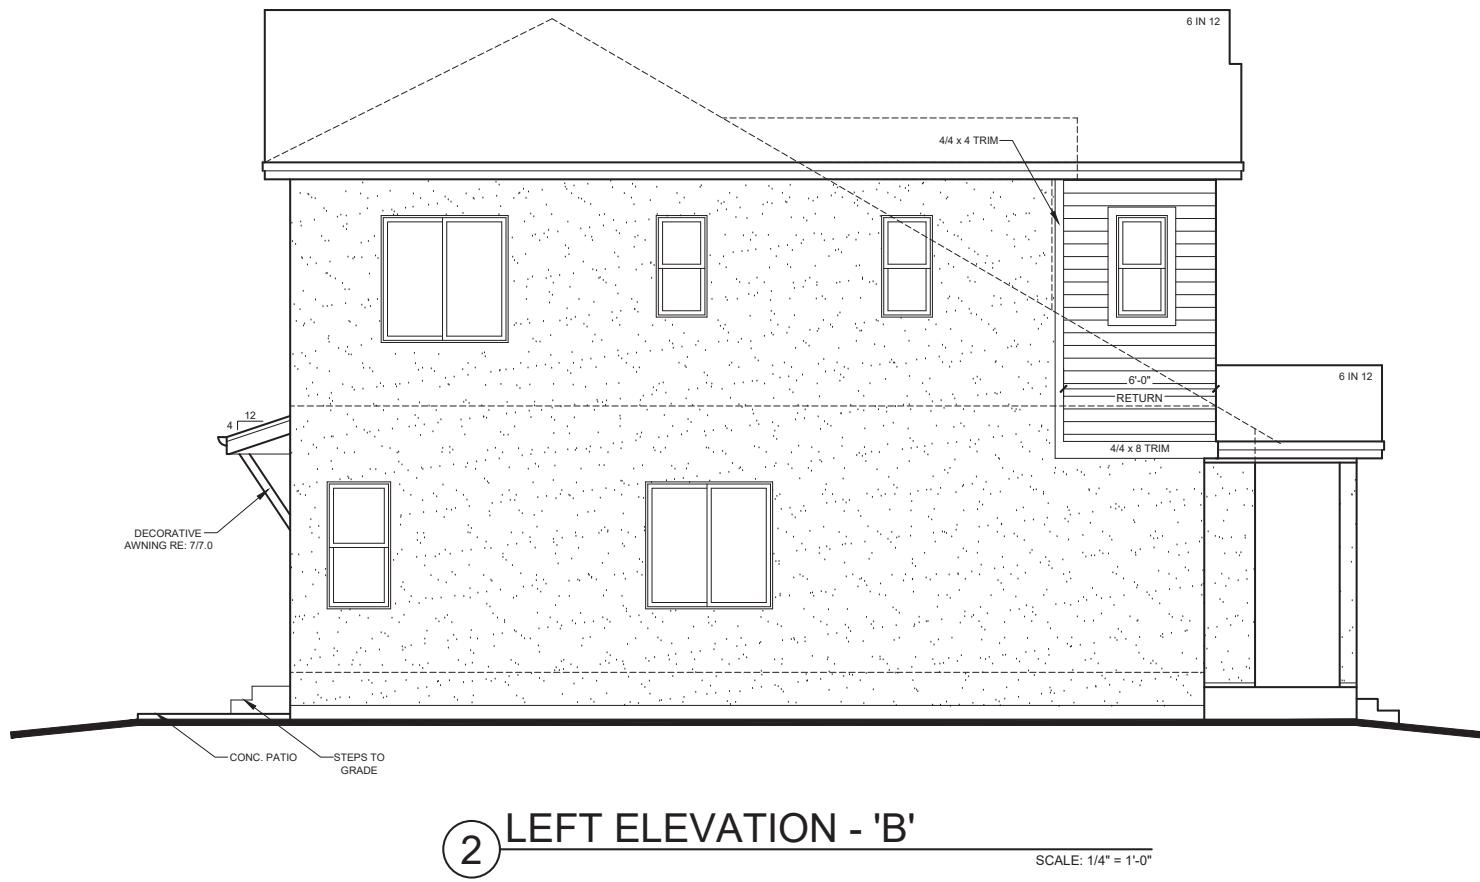 6 IN 12
4/4 x 4 TRIM
6'-0"
RETURN
6 IN 12
12
4
4/4 x 8 TRIM
DECORATIVE
AWNING RE: 7/7.0
CONC. PATIO
STEPS TO
GRADE
2
LEFT ELEVATION - 'B'
SCALE: 1/4" = 1'-0"